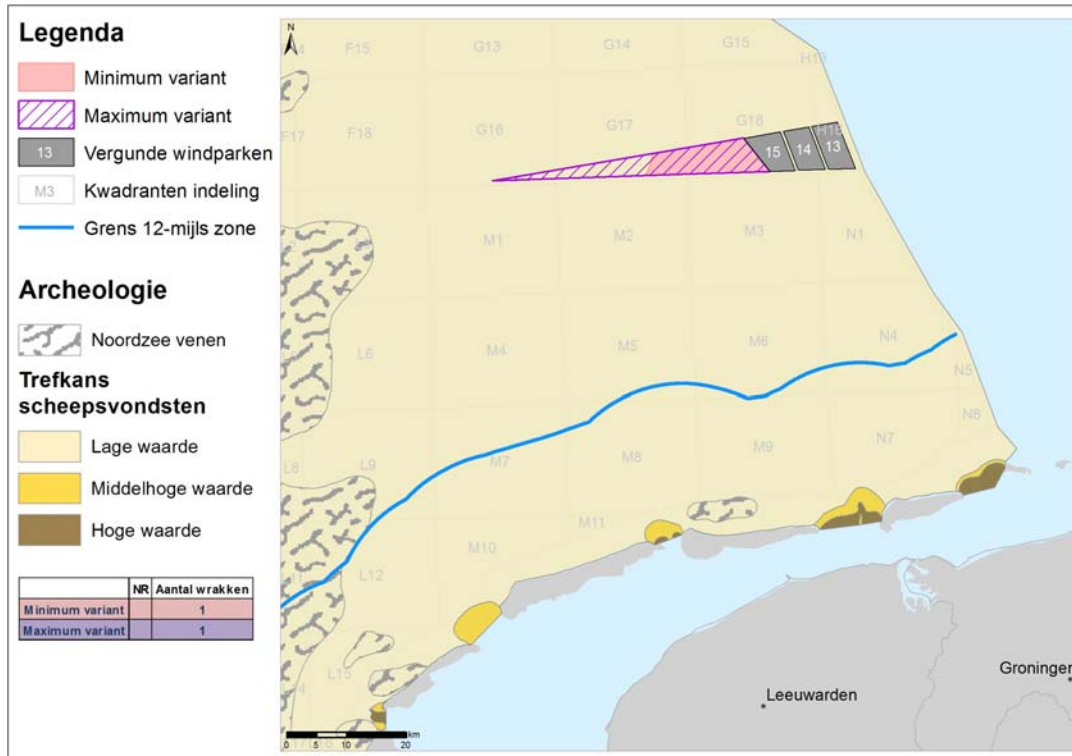 Legenda
Minimum variant
Maximum variant
13 Vergunde windparken
M3 Kwadranten indeling
Grens 12-mijls zone
Archeologie
Noordzee venen
Trefkans
scheepsvondsten
Lage waarde
Middelhoge waarde
Hoge waarde
NR Aantal wrakken
Minimum variant 1
Maximum variant 1
N
F15 G13 G14 G15
F17 F18 G16 G17 G18 H16
15 14 13
M1 M2 M3 N1
L6 M4 M5 M6 N4
N5
L8 L9 M7 M8 M9 N7 N8
M10 M11
L12
L15
Leeuwarden
Groningen
0 5 10 20
km